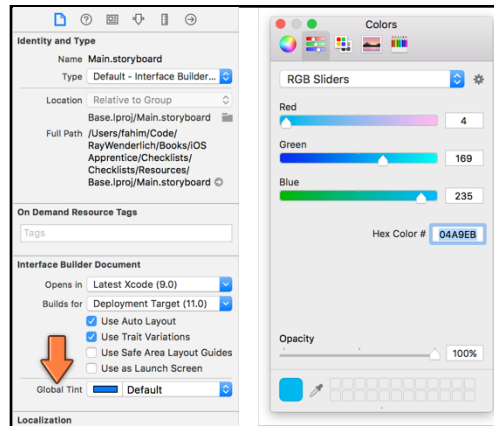 Identity and Type
Name Main.storyboard
Type Default - Interface Builder...
Location Relative to Group
Base.lproj/Main.storyboard
Full Path /Users/fahim/Code/
RayWenderlich/Books/iOS
Apprentice/Checklists/
Checklists/Resources/
Base.lproj/Main.storyboard
On Demand Resource Tags
Tags
Interface Builder Document
Opens in Latest Xcode (9.0)
Builds for Deployment Target (11.0)
Use Auto Layout
Use Trait Variations
Use Safe Area Layout Guides
Use as Launch Screen
Global Tint Default
Localization
Colors
RGB Sliders
Red
4
Green
169
Blue
235
Hex Color # 04A9EB
Opacity
100%